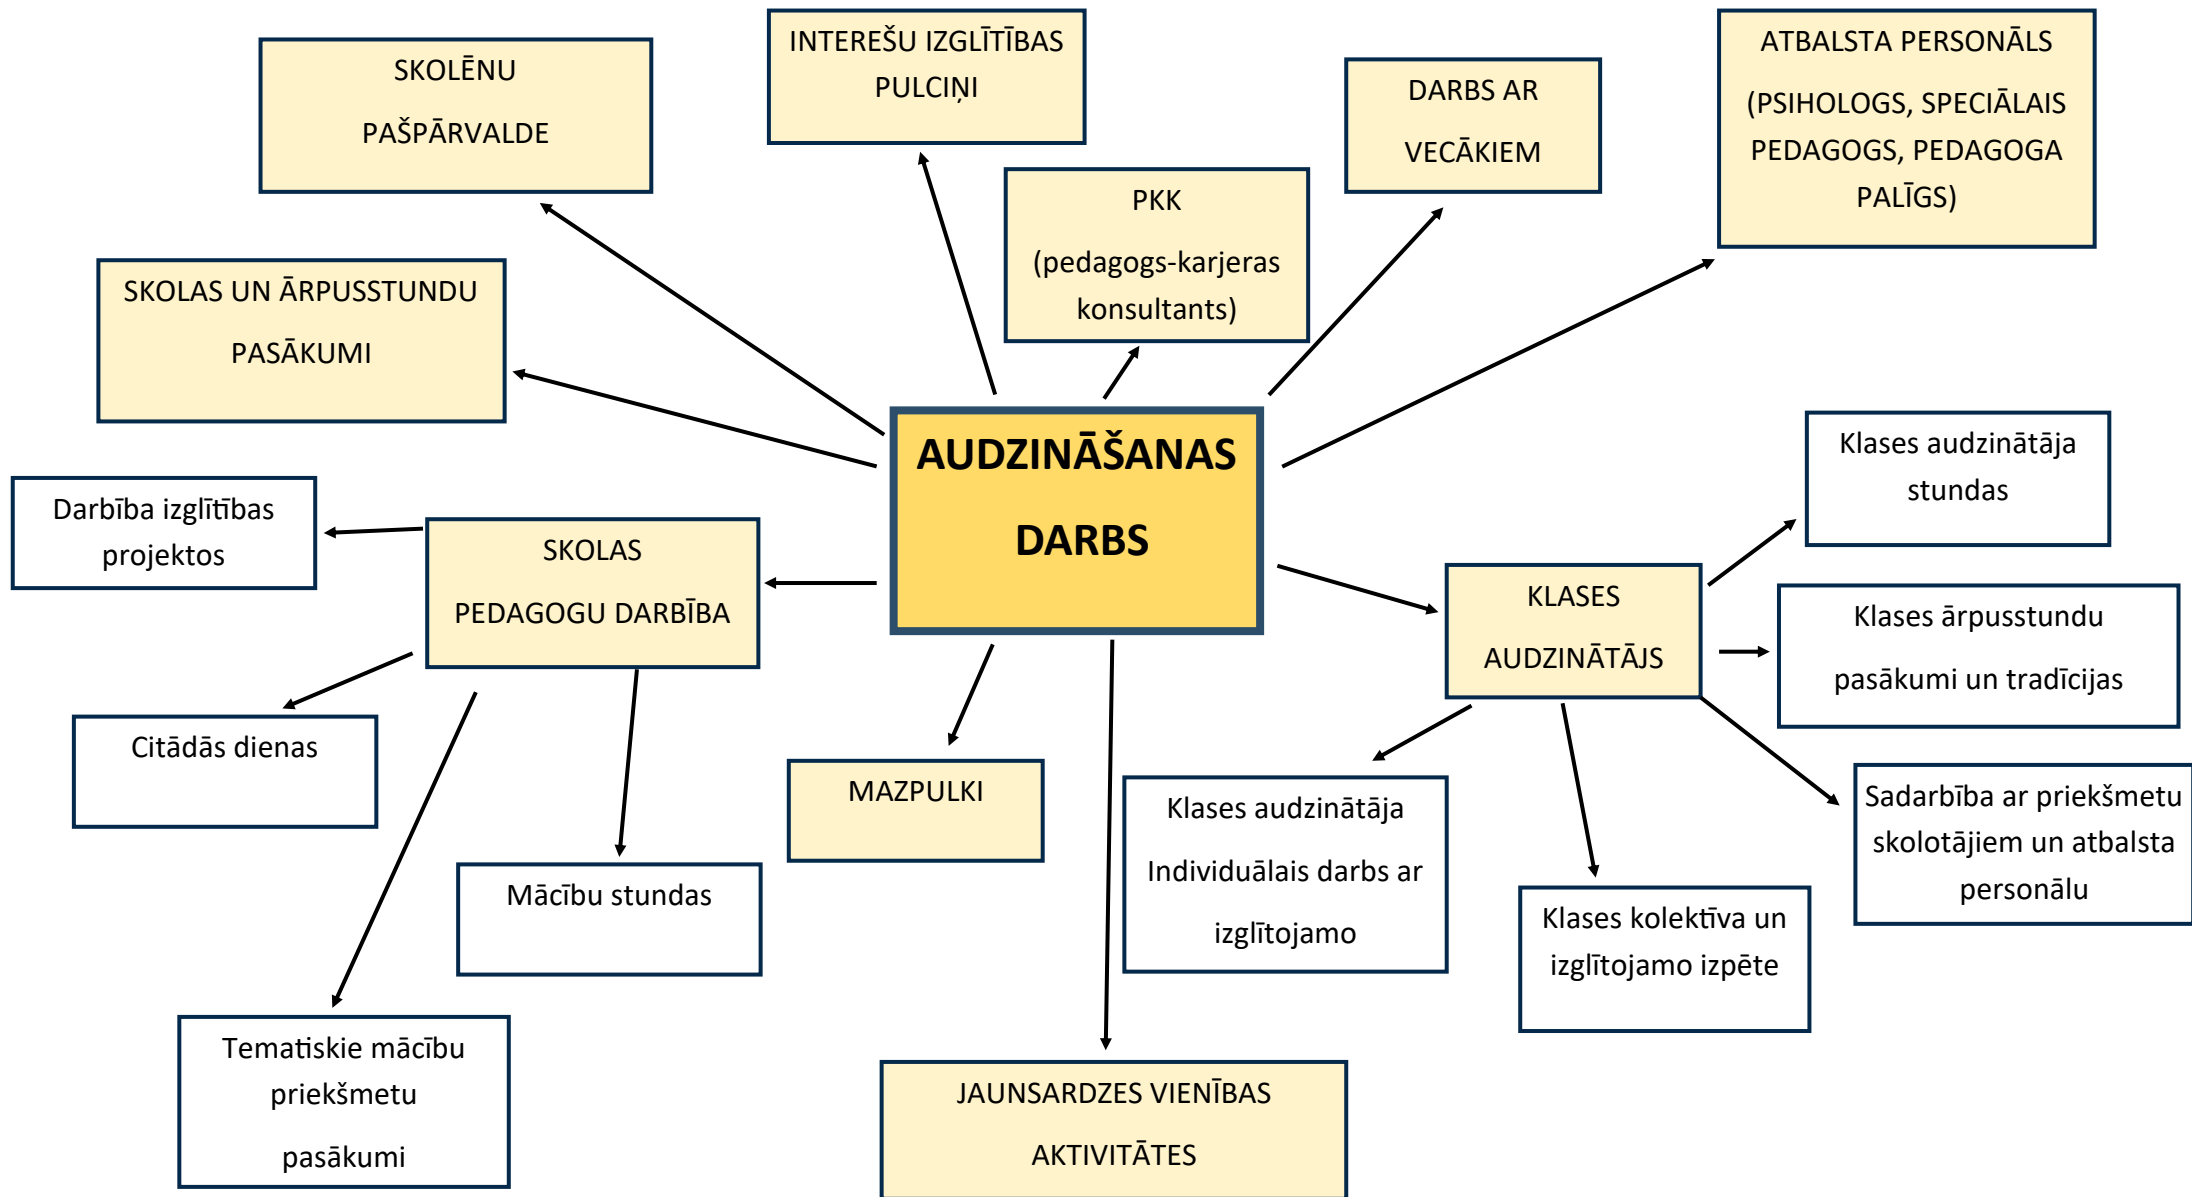 SKOLĒNU
PAŠPĀRVALDE
INTEREŠU IZGLĪTĪBAS
PULCIŅI
DARBS AR
VECĀKIEM
ATBALSTA PERSONĀLS
(PSIHOLOGS, SPECIĀLAIS
PEDAGOGS, PEDAGOGA
PALĪGS)
PKK
(pedagogs-karjeras
konsultants)
SKOLAS UN ĀRPUSSTUNDU
PASĀKUMI
AUDZINĀŠANAS
DARBS
Klases audzinātāja
stundas
Darbība izglītības
projektos
SKOLAS
PEDAGOGU DARBĪBA
KLASES
AUDZINĀTĀJS
Klases ārpusstundu
pasākumi un tradīcijas
Citādās dienas
MAZPULKI
Klases audzinātāja
Individuālais darbs ar
izglītojamo
Sadarbība ar priekšmetu
skolotājiem un atbalsta
personālu
Mācību stundas
Klases kolektīva un
izglītojamo izpēte
Tematiskie mācību
priekšmetu
pasākumi
JAUNSARDZES VIENĪBAS
AKTIVITĀTES